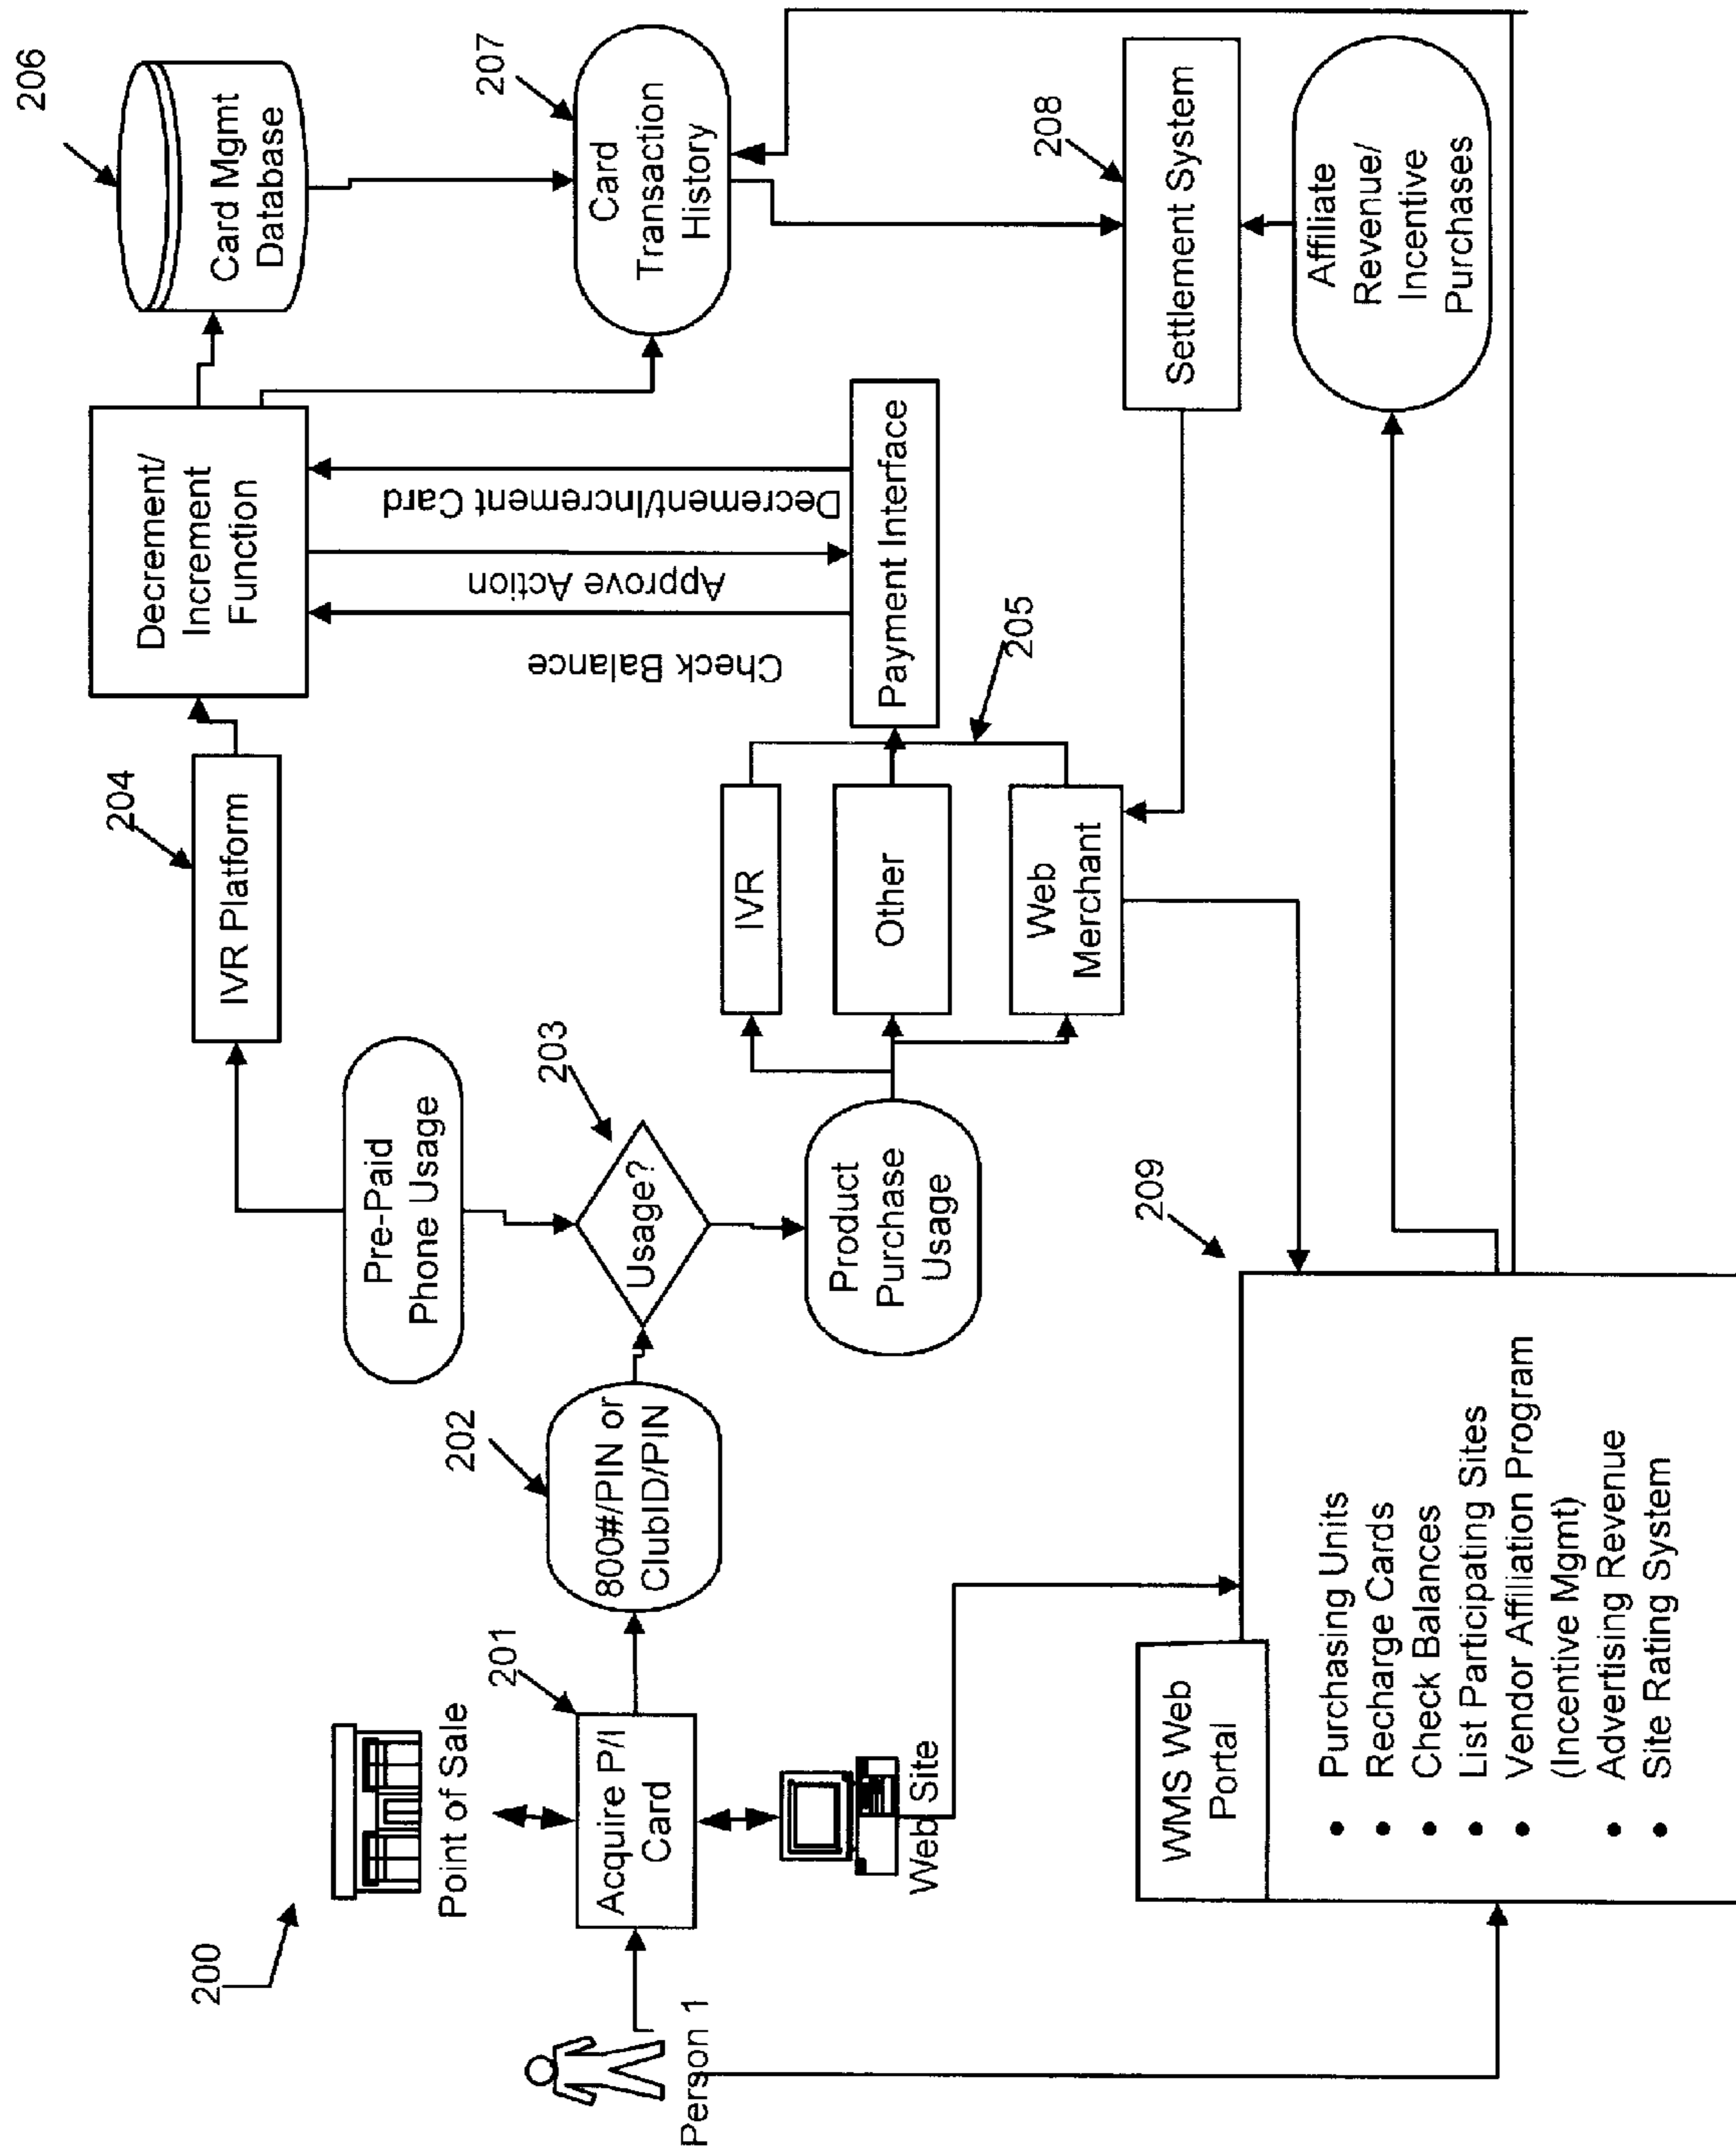 200
Point of Sale
Person 1
201
Acquire P/I
Card
Web Site
202
800#/PIN or
ClubID/PIN
Pre-Paid
Phone Usage
203
Usage?
Product
Purchase
Usage
204
IVR Platform
IVR
Other
Web
Merchant
205
Decrement/
Increment
Function
Check Balance
Approve Action
Decrement/Increment Card
Payment Interface
206
Card Mgmt
Database
207
Card
Transaction
History
208
Settlement System
Affiliate
Revenue/
Incentive
Purchases
209
WMS Web
Portal
• Purchasing Units
• Recharge Cards
• Check Balances
• List Participating Sites
• Vendor Affiliation Program
(Incentive Mgmt)
• Advertising Revenue
• Site Rating System